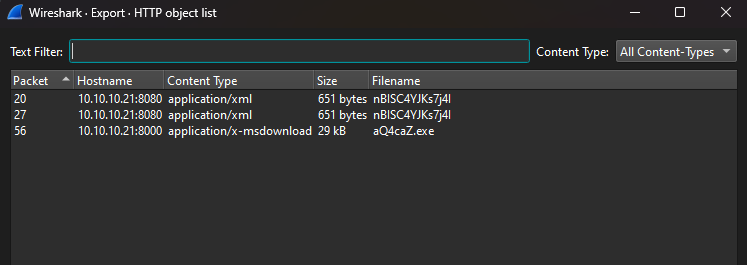 Wireshark · Export · HTTP object list
Text Filter: Content Type: All Content-Types
Packet Hostname Content Type Size Filename
20 10.10.10.21:8080 application/xml 651 bytes nBISC4YJKs7j4I
27 10.10.10.21:8080 application/xml 651 bytes nBISC4YJKs7j4I
56 10.10.10.21:8000 application/x-msdownload 29 kB aQ4caZ.exe